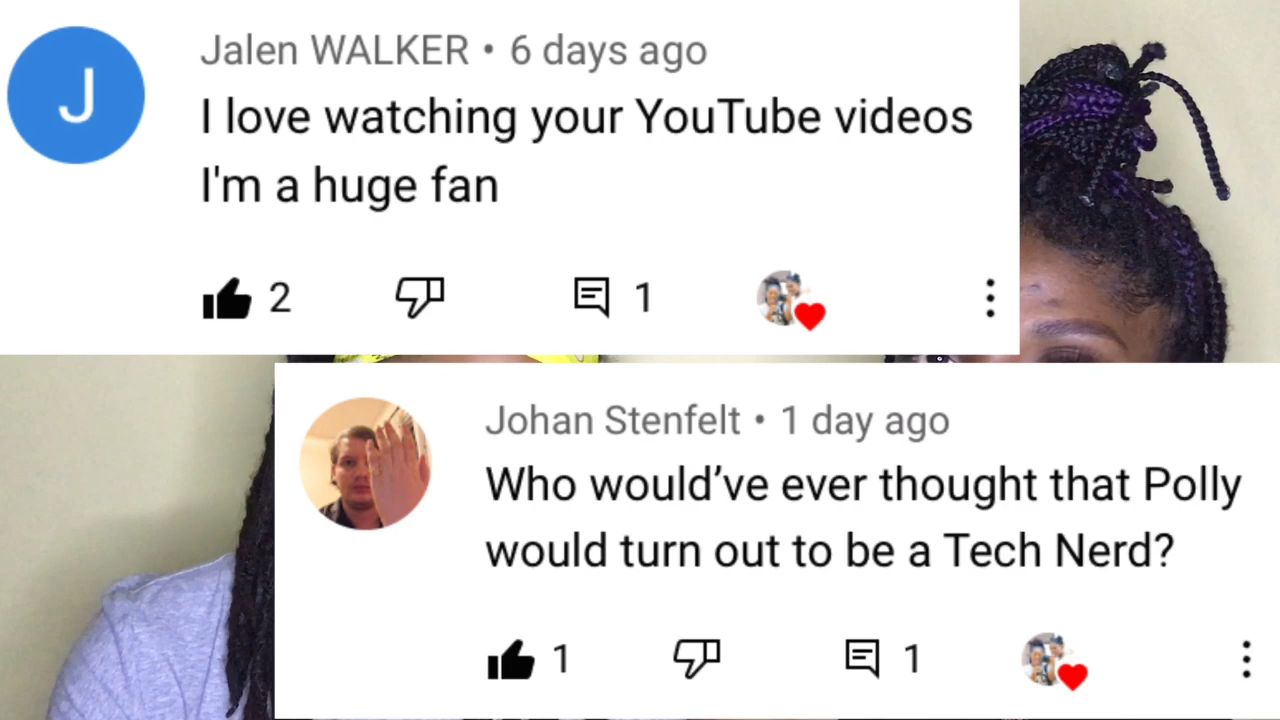 J
Jalen WALKER • 6 days ago
I love watching your YouTube videos
I'm a huge fan
2
1
Johan Stenfelt • 1 day ago
Who would’ve ever thought that Polly
would turn out to be a Tech Nerd?
1
1